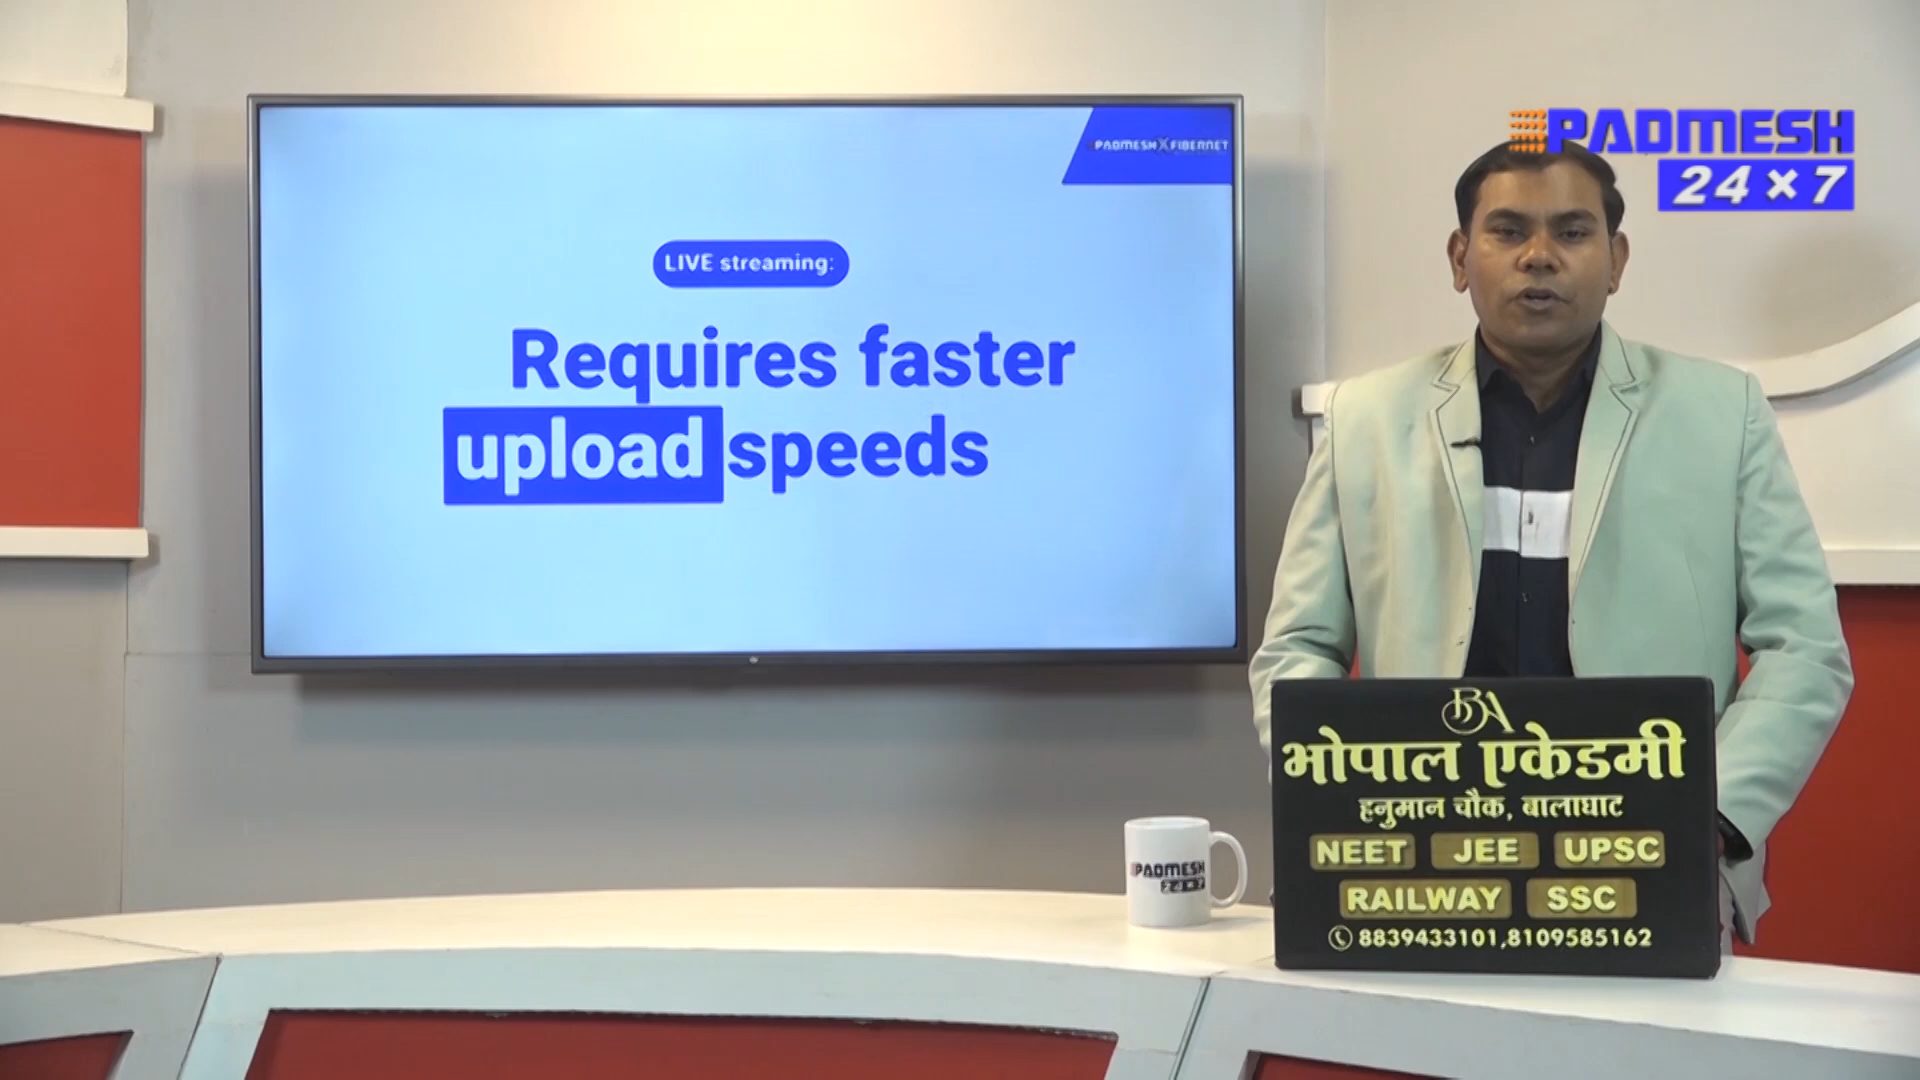 PADMESH X FIBERNET
LIVE streaming:
Requires faster
upload speeds
PADMESH
24×7
PADMESH
24×7
BA
भोपाल एकेडमी
हनुमान चौक, बालाघाट
NEET JEE UPSC
RAILWAY SSC
8839433101,8109585162